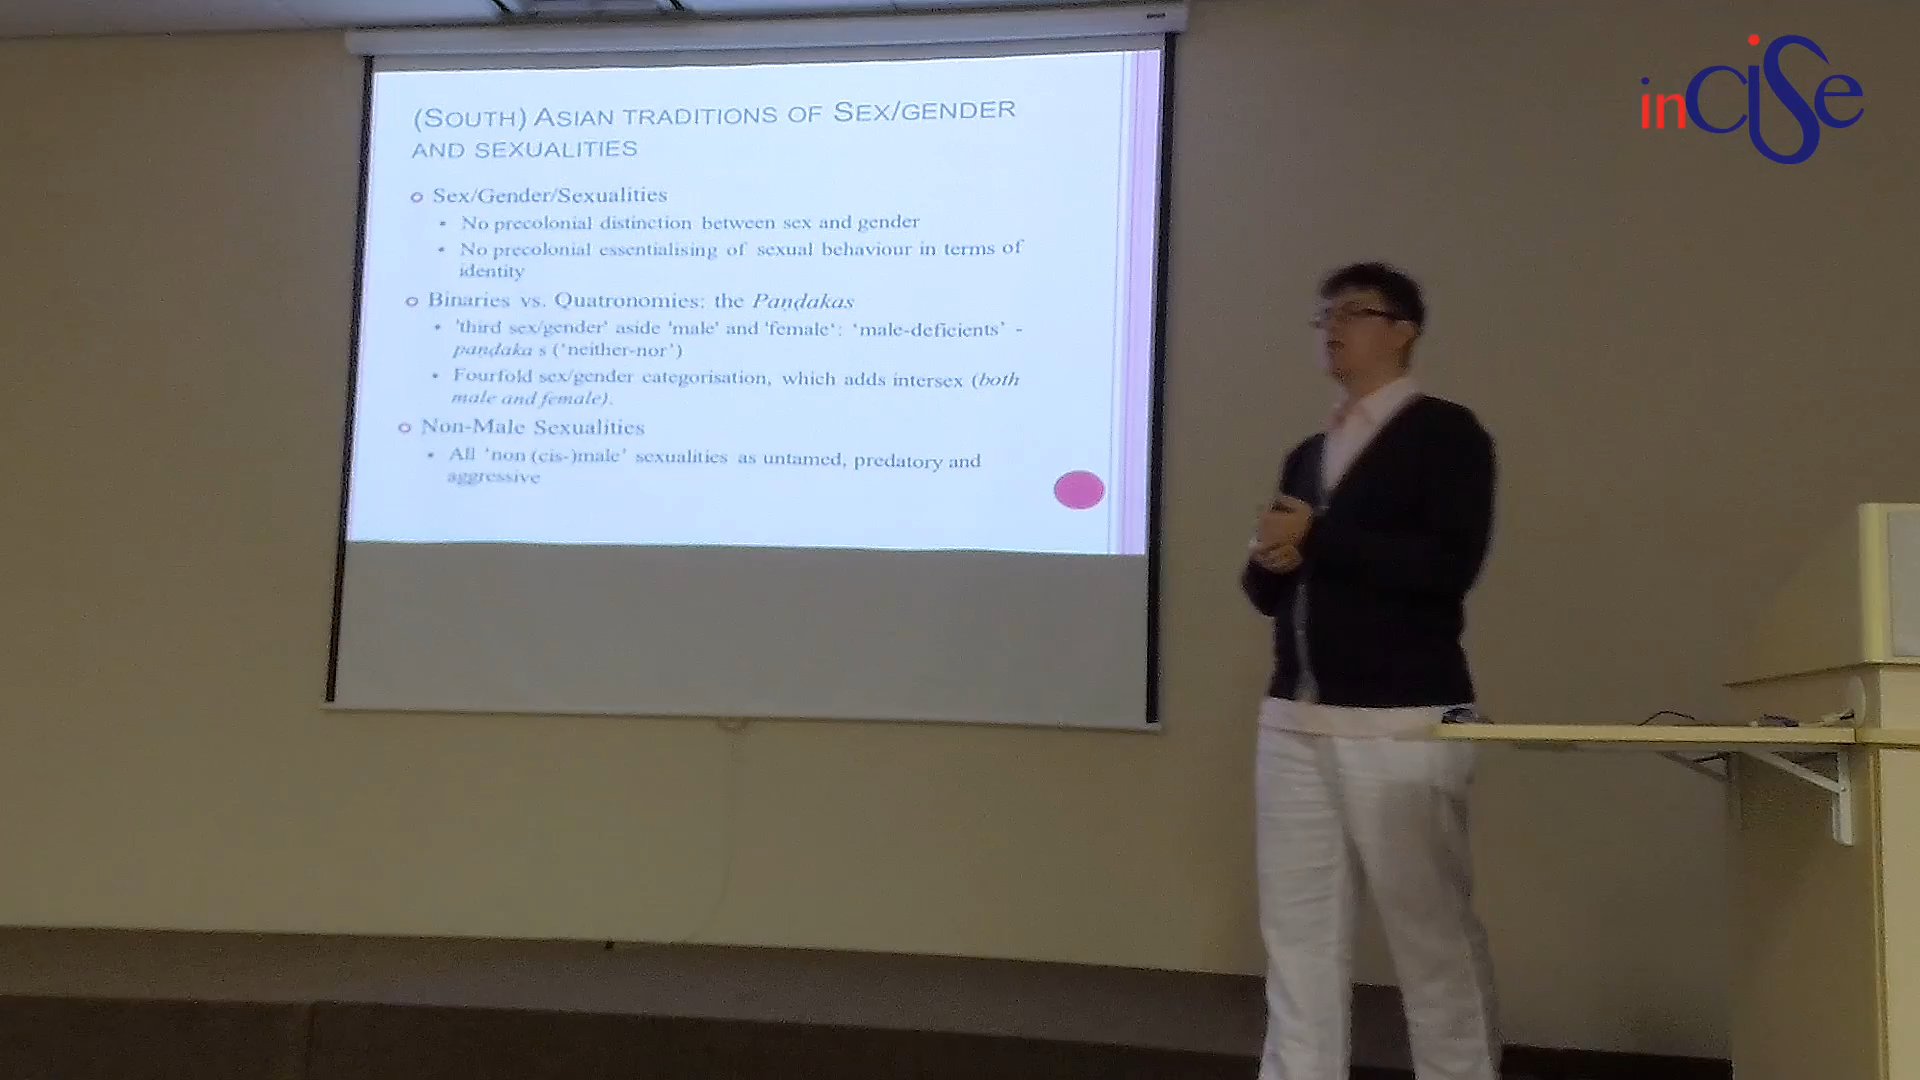 inCISe
(SOUTH) ASIAN TRADITIONS OF SEX/GENDER
AND SEXUALITIES
Sex/Gender/Sexualities
No precolonial distinction between sex and gender
No precolonial essentialising of sexual behaviour in terms of
identity
Binaries vs. Quatronomies: the Paṇḍakas
'third sex/gender' aside 'male' and 'female': 'male-deficients' -
paṇḍaka s ('neither-nor')
Fourfold sex/gender categorisation, which adds intersex (both
male and female).
Non-Male Sexualities
All 'non (cis-)male' sexualities as untamed, predatory and
aggressive